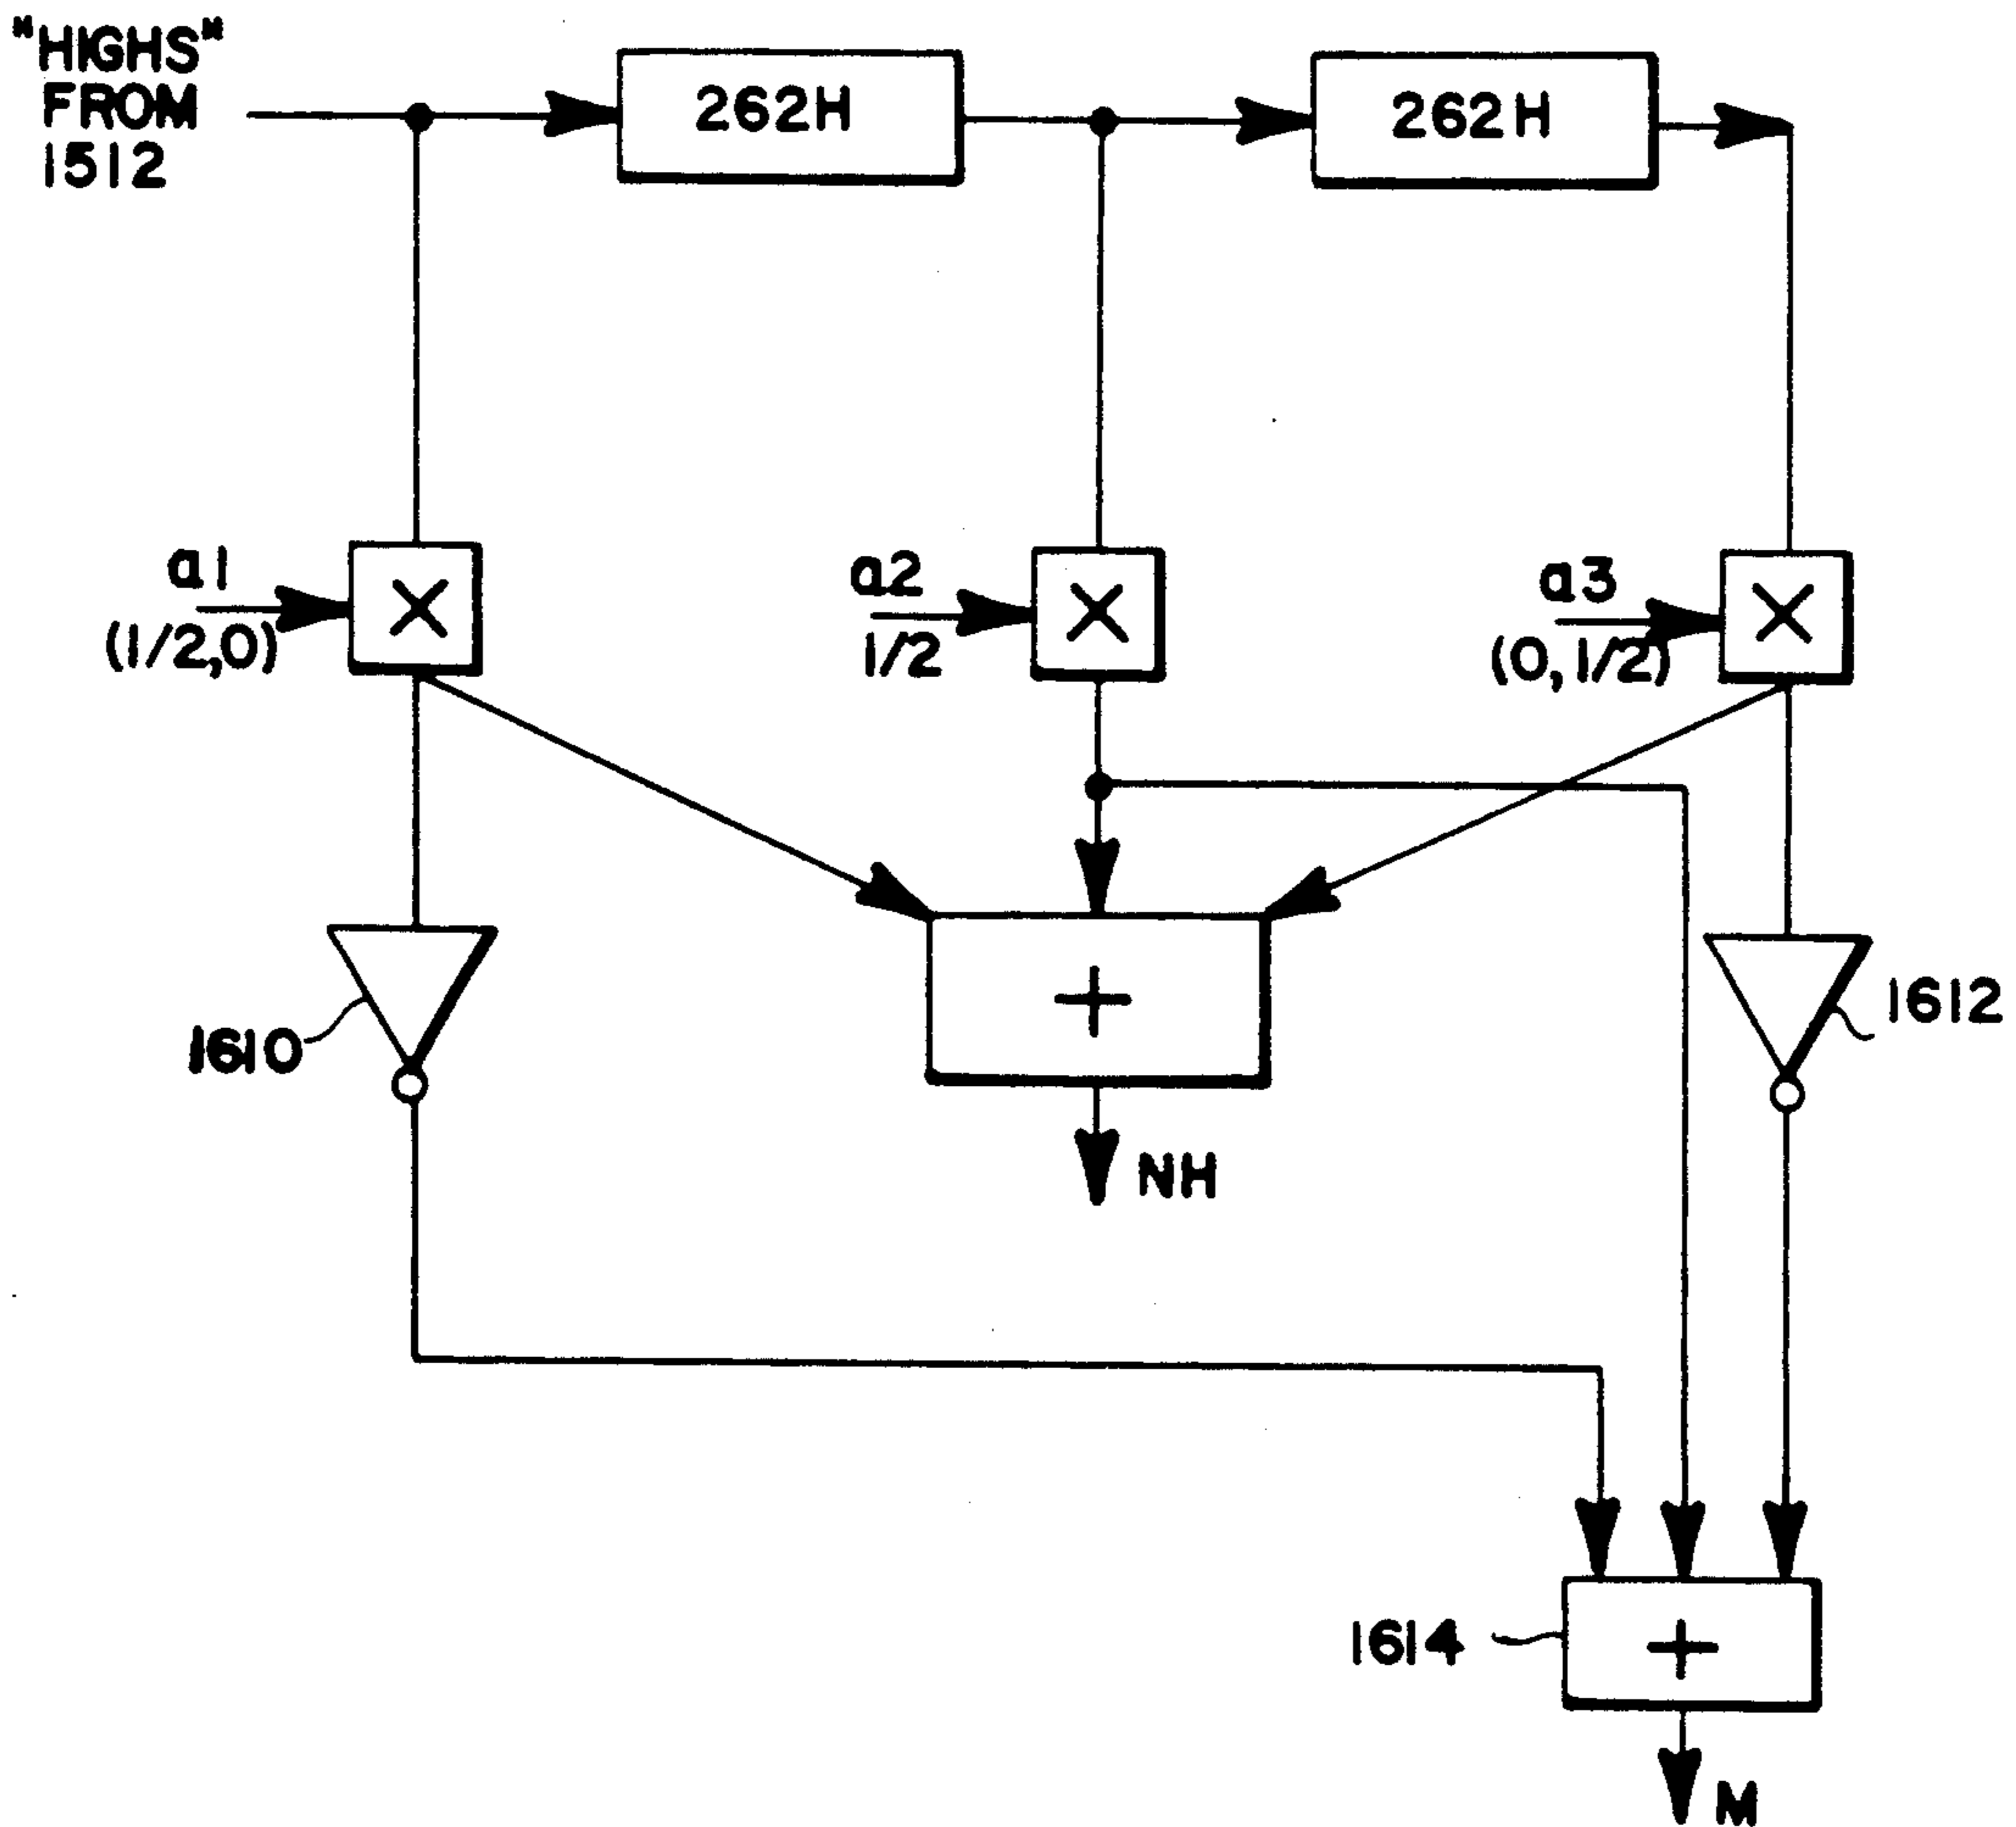 "HIGHS"
FROM
1512
262H
262H
a1
(1/2,0)
×
a2
1/2
×
a3
(0,1/2)
×
1610
+
1612
NH
1614
+
M